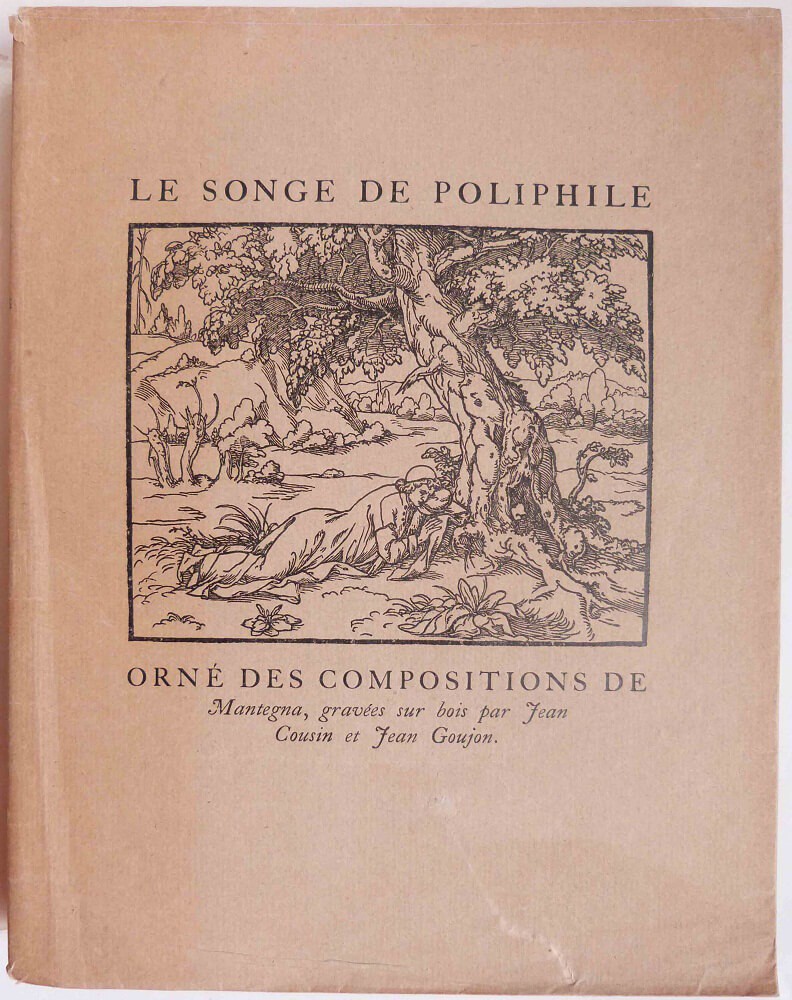 LE SONGE DE POLIPHILE
ORNÉ DES COMPOSITIONS DE
Mantegna, gravées sur bois par Jean
Cousin et Jean Goujon.